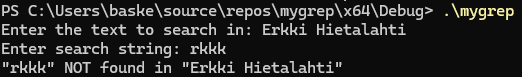 PS C:\Users\baske\source\repos\mygrep\x64\Debug> .\mygrep
Enter the text to search in: Erkki Hietalahti
Enter search string: rkkk
"rkkk" NOT found in "Erkki Hietalahti"